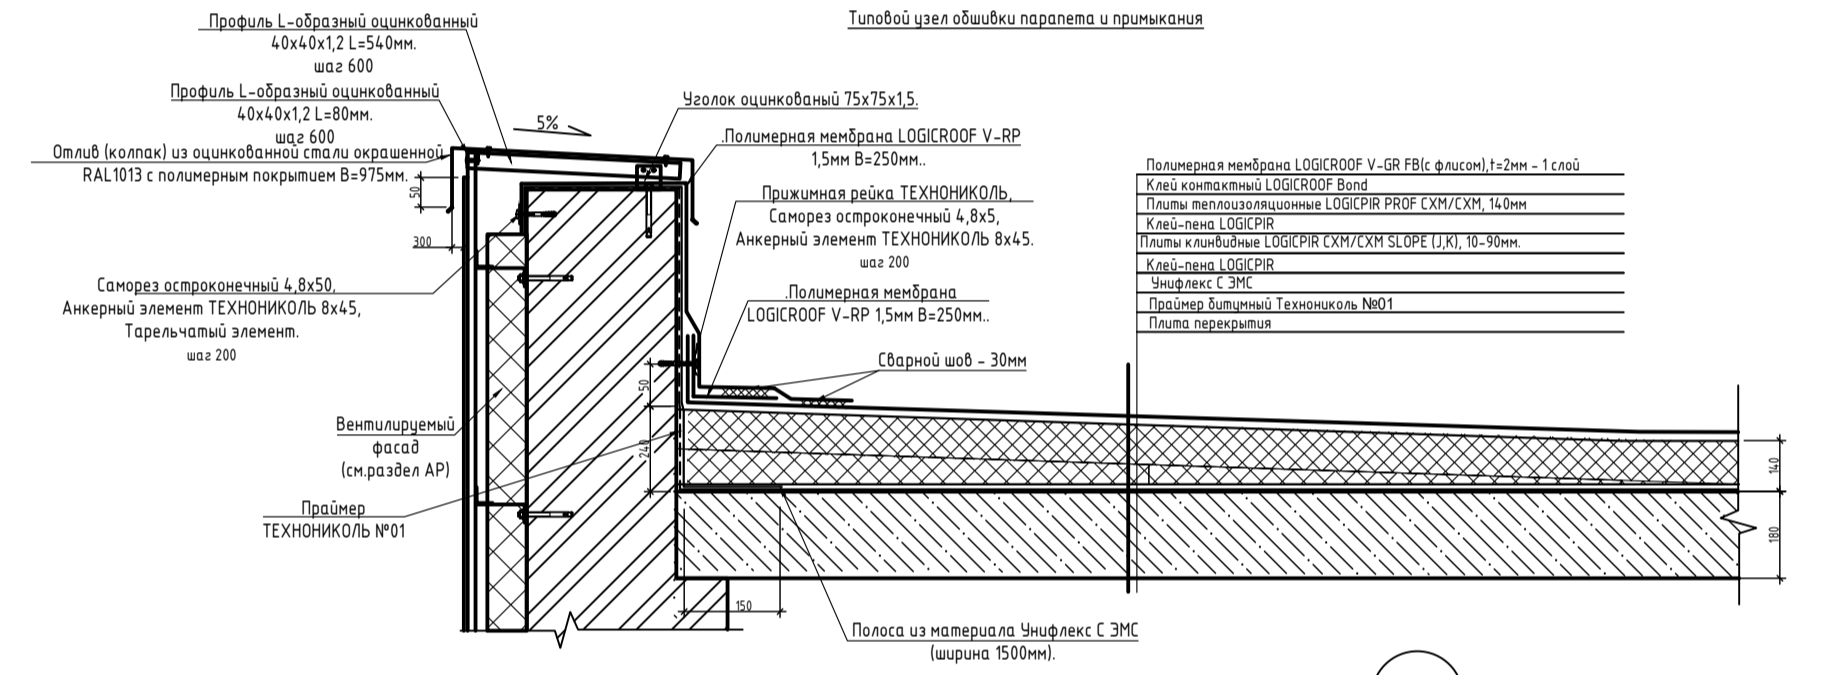 Типовой узел обшивки парапета и примыкания
Профиль L-образный оцинкованный
40х40х1,2 L=540мм.
шаг 600
Профиль L-образный оцинкованный
40х40х1,2 L=80мм.
шаг 600
Отлив (колпак) из оцинкованной стали окрашенной
RAL1013 с полимерным покрытием B=975мм.
5%
50
300
Саморез остроконечный 4,8х50,
Анкерный элемент ТЕХНОНИКОЛЬ 8х45,
Тарельчатый элемент.
шаг 200
Вентилируемый
фасад
(см.раздел АР)
Праймер
ТЕХНОНИКОЛЬ №01
Уголок оцинкованый 75х75х1,5.
.Полимерная мембрана LOGICROOF V-RP
1,5мм B=250мм..
Прижимная рейка ТЕХНОНИКОЛЬ,
Саморез остроконечный 4,8х5,
Анкерный элемент ТЕХНОНИКОЛЬ 8х45.
шаг 200
.Полимерная мембрана
LOGICROOF V-RP 1,5мм B=250мм..
Сварной шов - 30мм
50
240
150
Полоса из материала Унифлекс С ЭМС
(ширина 1500мм).
Полимерная мембрана LOGICROOF V-GR FB(с флисом),t=2мм - 1 слой
Клей контактный LOGICROOF Bond
Плиты теплоизоляционные LOGICPIR PROF СХМ/СХМ, 140мм
Клей-пена LOGICPIR
Плиты клинвидные LOGICPIR СХМ/СХМ SLOPE (J,K), 10-90мм.
Клей-пена LOGICPIR
Унифлекс С ЭМС
Праймер битумный Технониколь №01
Плита перекрытия
140
180